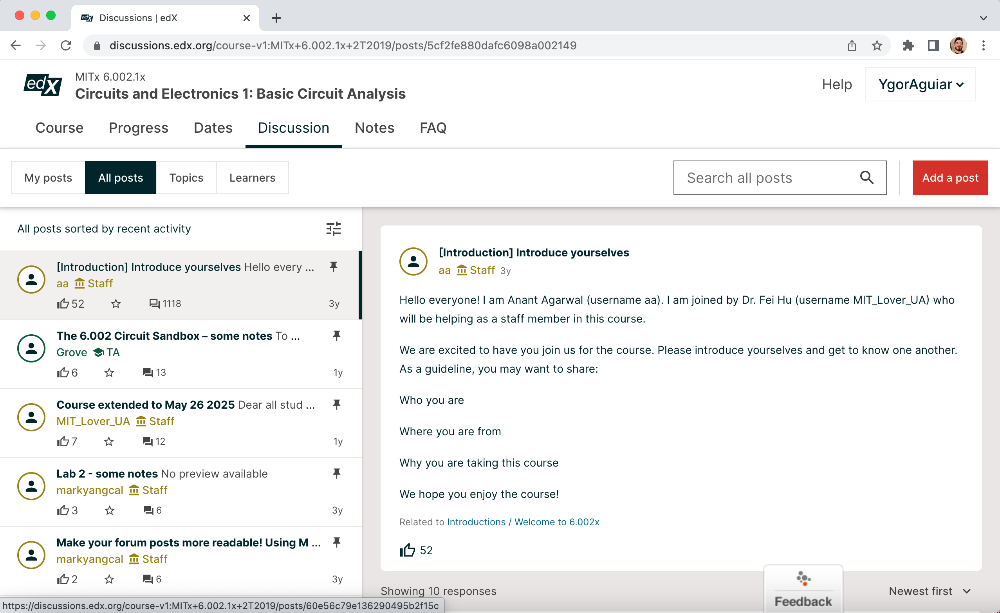 edX Discussions | edX
discussions.edx.org/course-v1:MITx+6.002.1x+2T2019/posts/5cf2fe880dafc6098a002149
edX
MITx 6.002.1x
Circuits and Electronics 1: Basic Circuit Analysis
Help
YgorAguiar
Course Progress Dates Discussion Notes FAQ
My posts All posts Topics Learners
Search all posts
Add a post
All posts sorted by recent activity
[Introduction] Introduce yourselves Hello every ...
aa Staff
52 1118 3y
The 6.002 Circuit Sandbox – some notes To ...
Grove TA
6 13 1y
Course extended to May 26 2025 Dear all stud ...
MIT_Lover_UA Staff
7 12 1y
Lab 2 - some notes No preview available
markyangcal Staff
3 6 3y
Make your forum posts more readable! Using M ...
markyangcal Staff
2 6 3y
[Introduction] Introduce yourselves
aa Staff 3y
Hello everyone! I am Anant Agarwal (username aa). I am joined by Dr. Fei Hu (username MIT_Lover_UA) who
will be helping as a staff member in this course.
We are excited to have you join us for the course. Please introduce yourselves and get to know one another.
As a guideline, you may want to share:
Who you are
Where you are from
Why you are taking this course
We hope you enjoy the course!
Related to Introductions / Welcome to 6.002x
52
Showing 10 responses
Newest first
Feedback
https://discussions.edx.org/course-v1:MITx+6.002.1x+2T2019/posts/60e56c79e136290495b2f15c